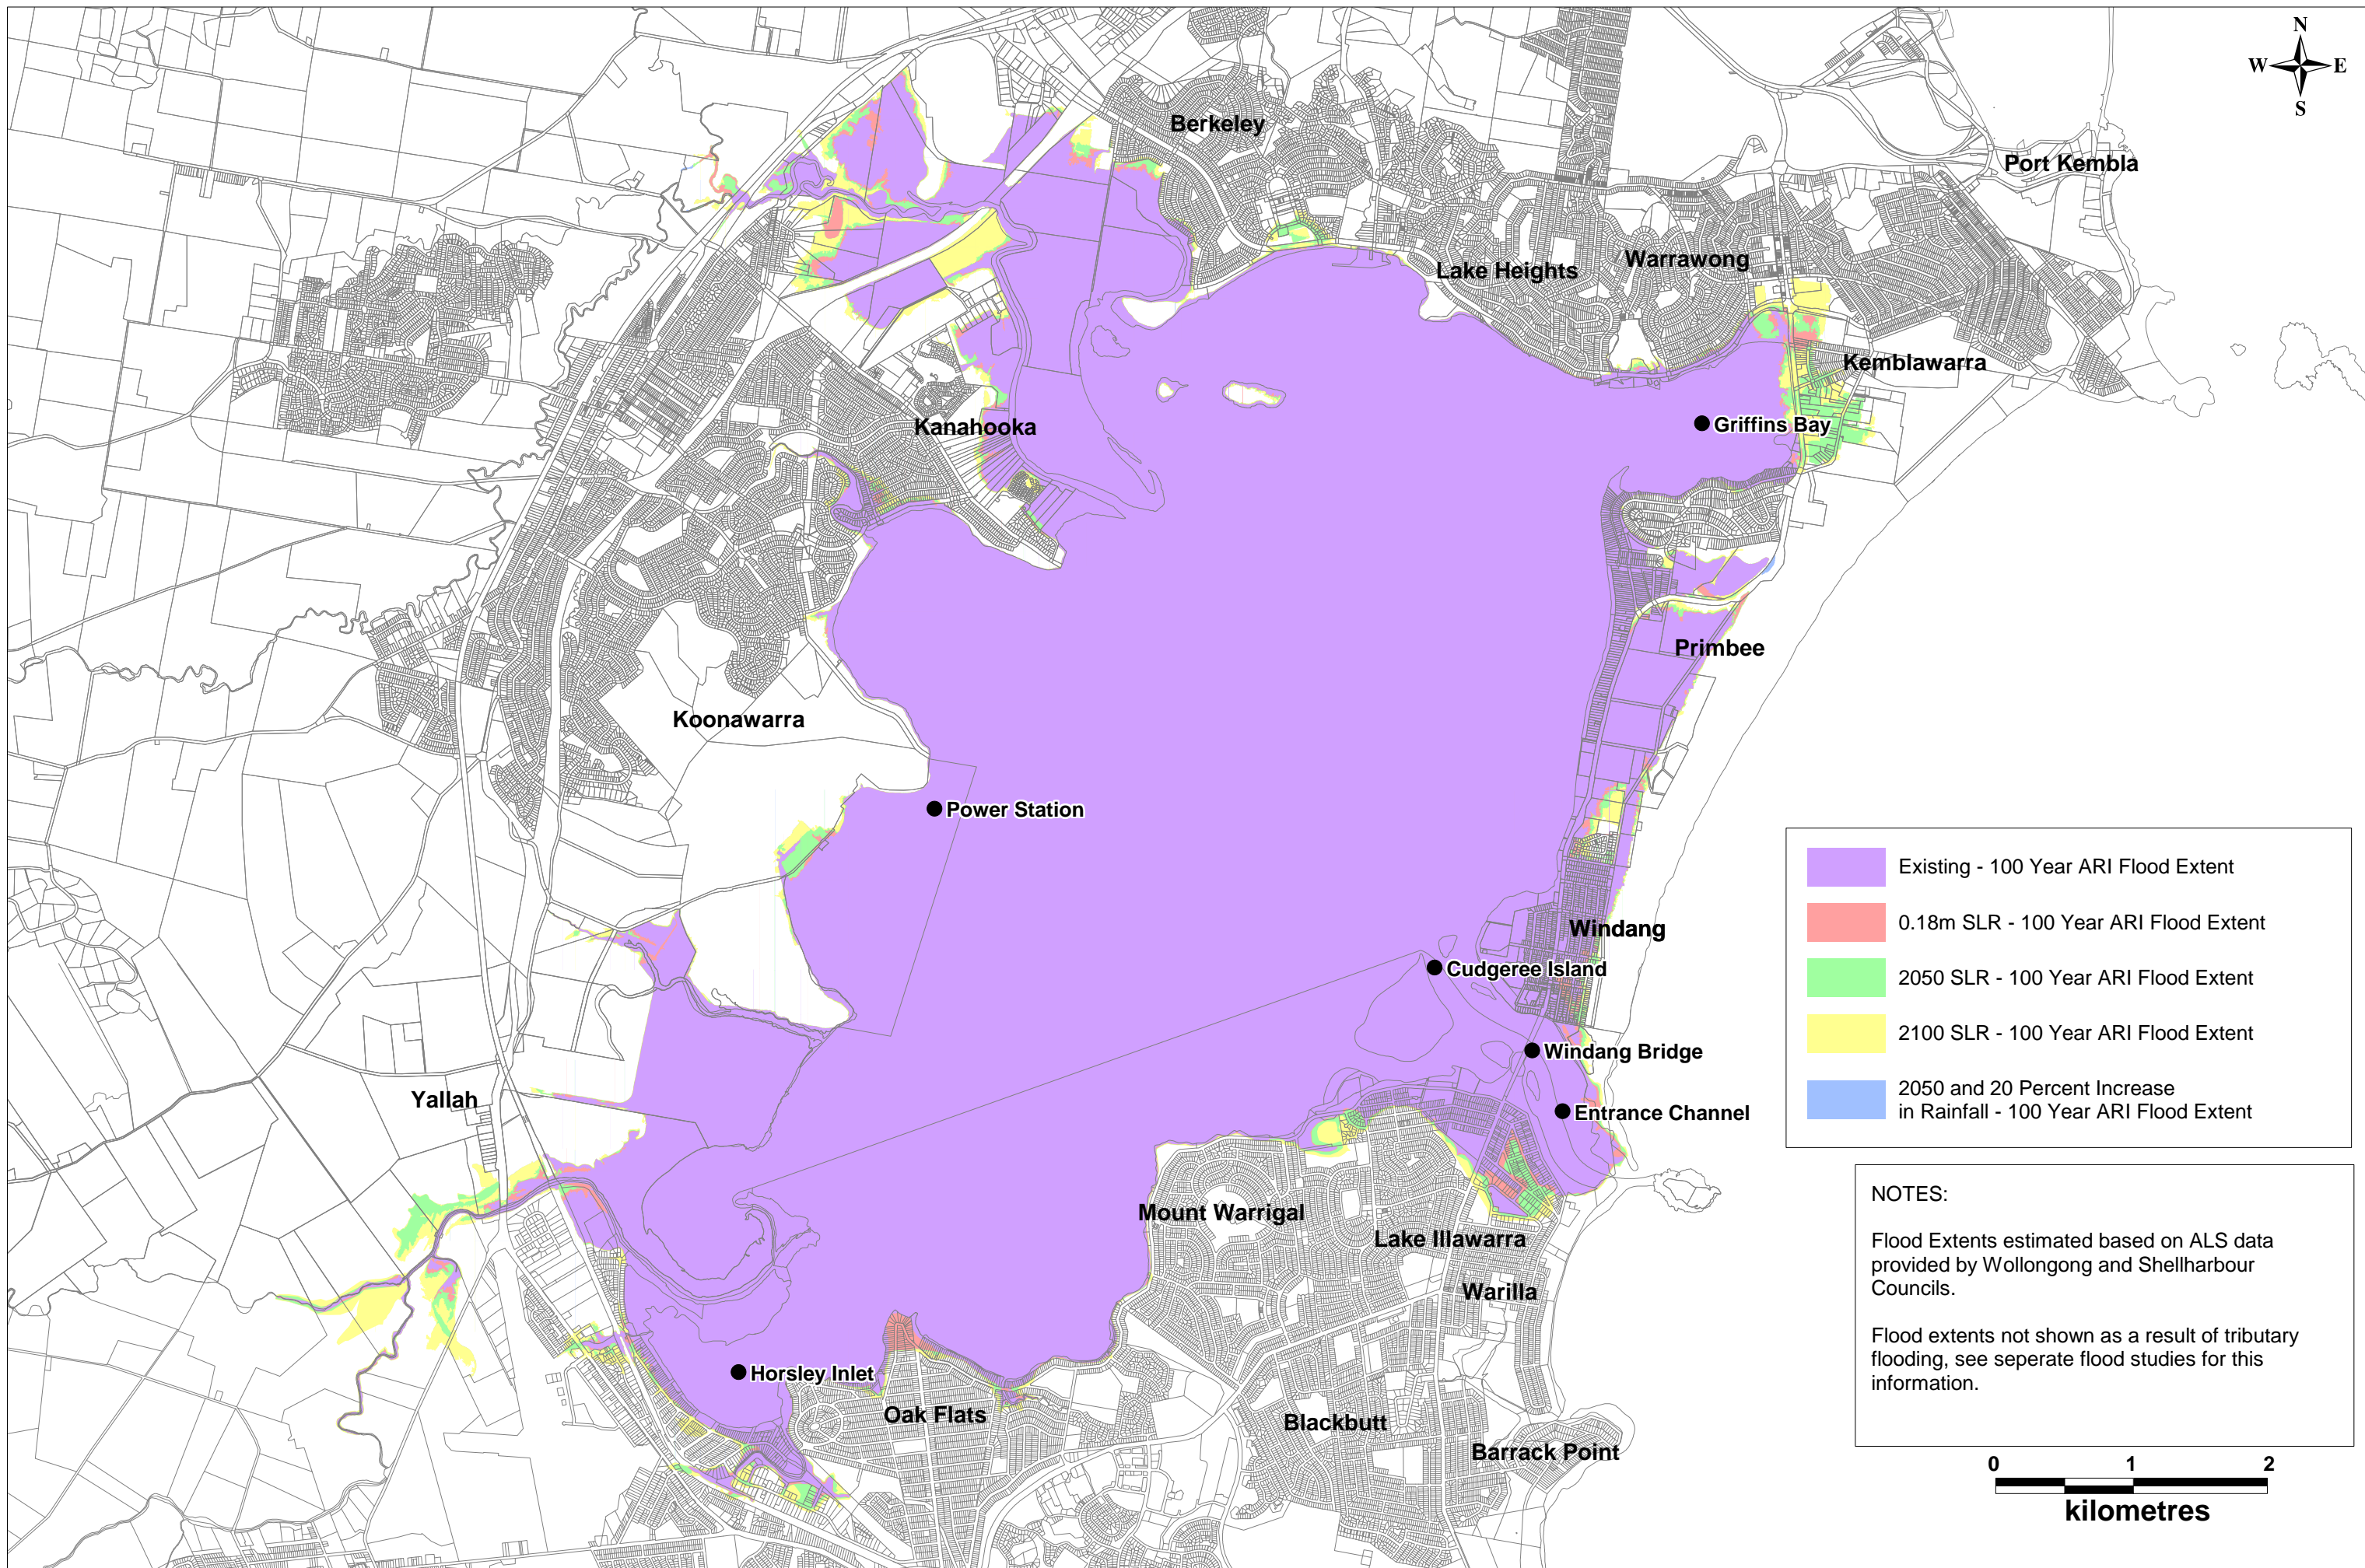 N
W E
S
Berkeley
Port Kembla
Lake Heights
Warrawong
Kemblawarra
Kanahooka
Griffins Bay
Primbee
Koonawarra
Power Station
Windang
Cudgeree Island
Windang Bridge
Yallah
Entrance Channel
Mount Warrigal
Lake Illawarra
Warilla
Horsley Inlet
Oak Flats
Blackbutt
Barrack Point
Existing - 100 Year ARI Flood Extent
0.18m SLR - 100 Year ARI Flood Extent
2050 SLR - 100 Year ARI Flood Extent
2100 SLR - 100 Year ARI Flood Extent
2050 and 20 Percent Increase
in Rainfall - 100 Year ARI Flood Extent
NOTES:
Flood Extents estimated based on ALS data
provided by Wollongong and Shellharbour
Councils.
Flood extents not shown as a result of tributary
flooding, see seperate flood studies for this
information.
0 1 2
kilometres